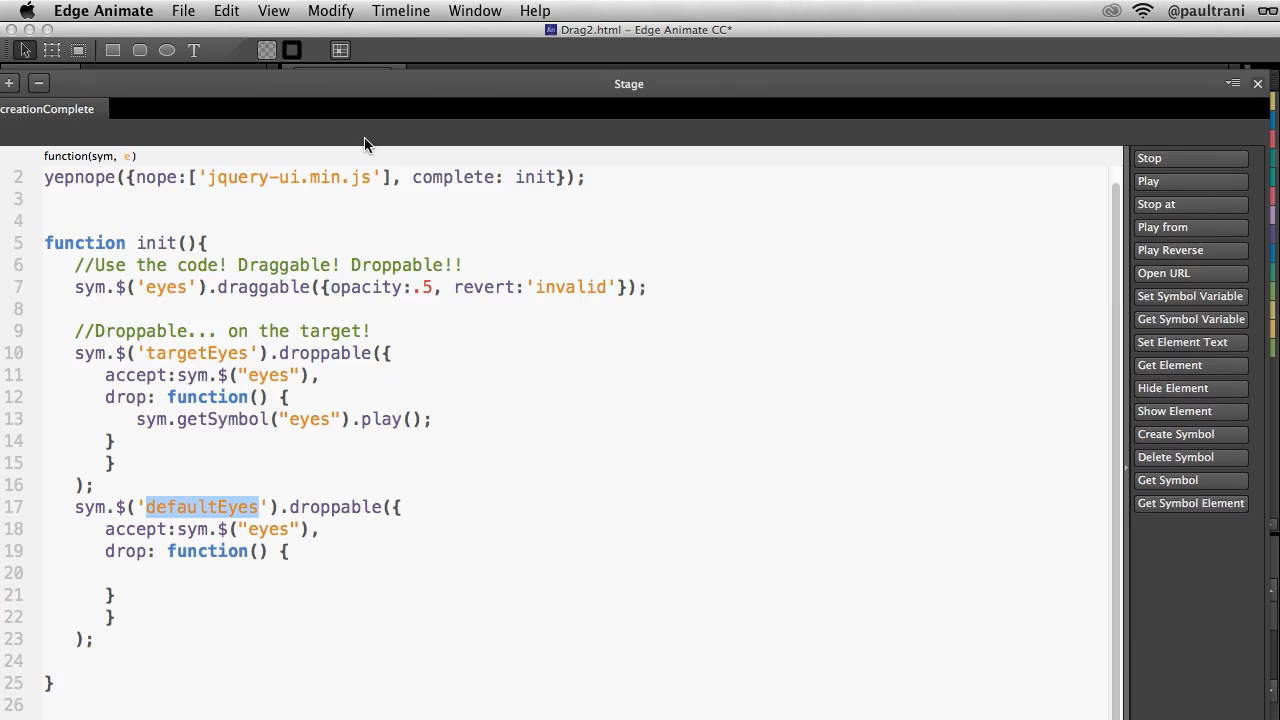 Edge Animate File Edit View Modify Timeline Window Help @paultrani
An Drag2.html – Edge Animate CC*
T
+ − Stage ×
creationComplete
function(sym, e)
2 yepnope({nope:['jquery-ui.min.js'], complete: init});
3
4
5 function init(){
6 //Use the code! Draggable! Droppable!!
7 sym.$('eyes').draggable({opacity:.5, revert:'invalid'});
8
9 //Droppable... on the target!
10 sym.$('targetEyes').droppable({
11 accept:sym.$("eyes"),
12 drop: function() {
13 sym.getSymbol("eyes").play();
14 }
15 }
16 );
17 sym.$('defaultEyes').droppable({
18 accept:sym.$("eyes"),
19 drop: function() {
20
21 }
22 }
23 );
24
25 }
26
Stop
Play
Stop at
Play from
Play Reverse
Open URL
Set Symbol Variable
Get Symbol Variable
Set Element Text
Get Element
Hide Element
Show Element
Create Symbol
Delete Symbol
Get Symbol
Get Symbol Element